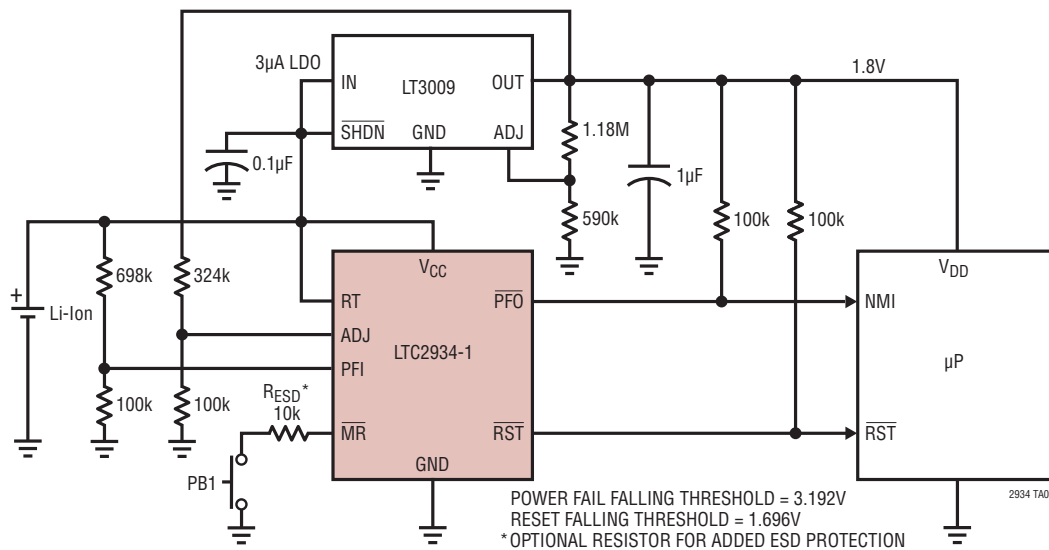 3µA LDO
IN
LT3009
OUT
SHDN
GND
ADJ
0.1µF
1.18M
590k
1µF
100k
100k
1.8V
698k
324k
+
Li-Ion
100k
100k
VCC
RT
ADJ
PFI
MR
LTC2934-1
PFO
RST
GND
RESD*
10k
PB1
VDD
NMI
µP
RST
POWER FAIL FALLING THRESHOLD = 3.192V
RESET FALLING THRESHOLD = 1.696V
*OPTIONAL RESISTOR FOR ADDED ESD PROTECTION
2934 TA0